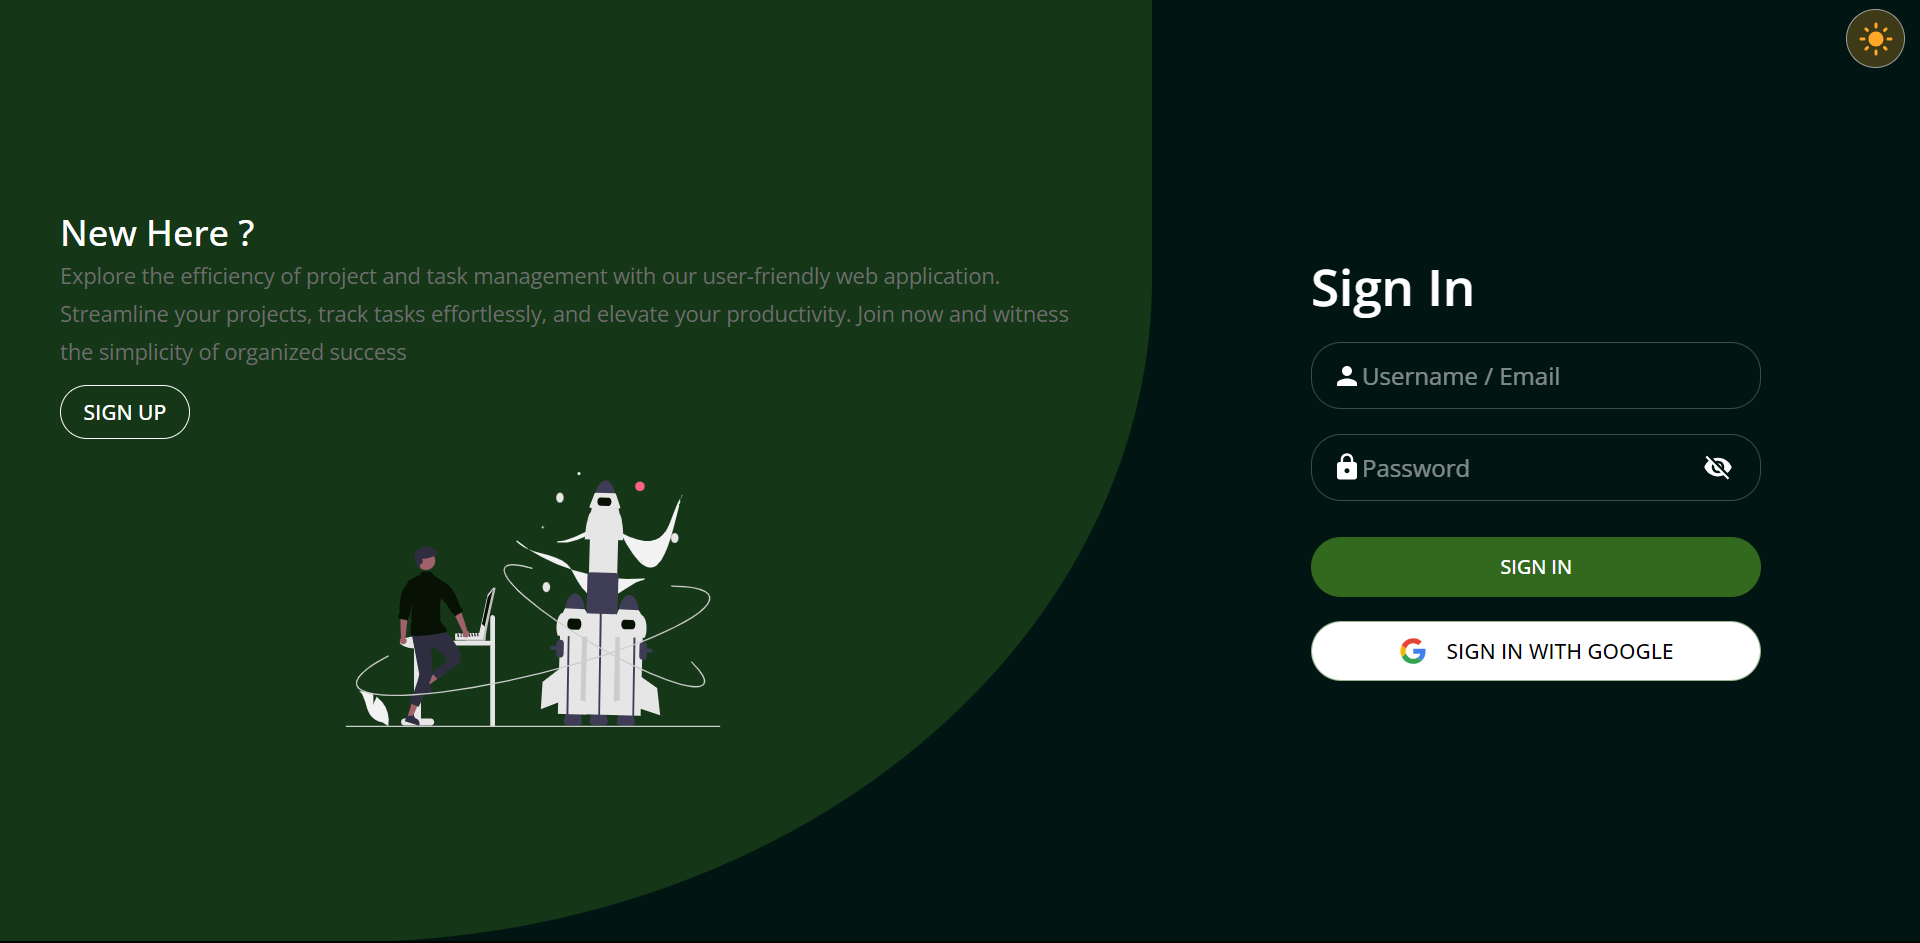 New Here ?
Explore the efficiency of project and task management with our user-friendly web application.
Streamline your projects, track tasks effortlessly, and elevate your productivity. Join now and witness
the simplicity of organized success
SIGN UP
Sign In
Username / Email
Password
SIGN IN
SIGN IN WITH GOOGLE